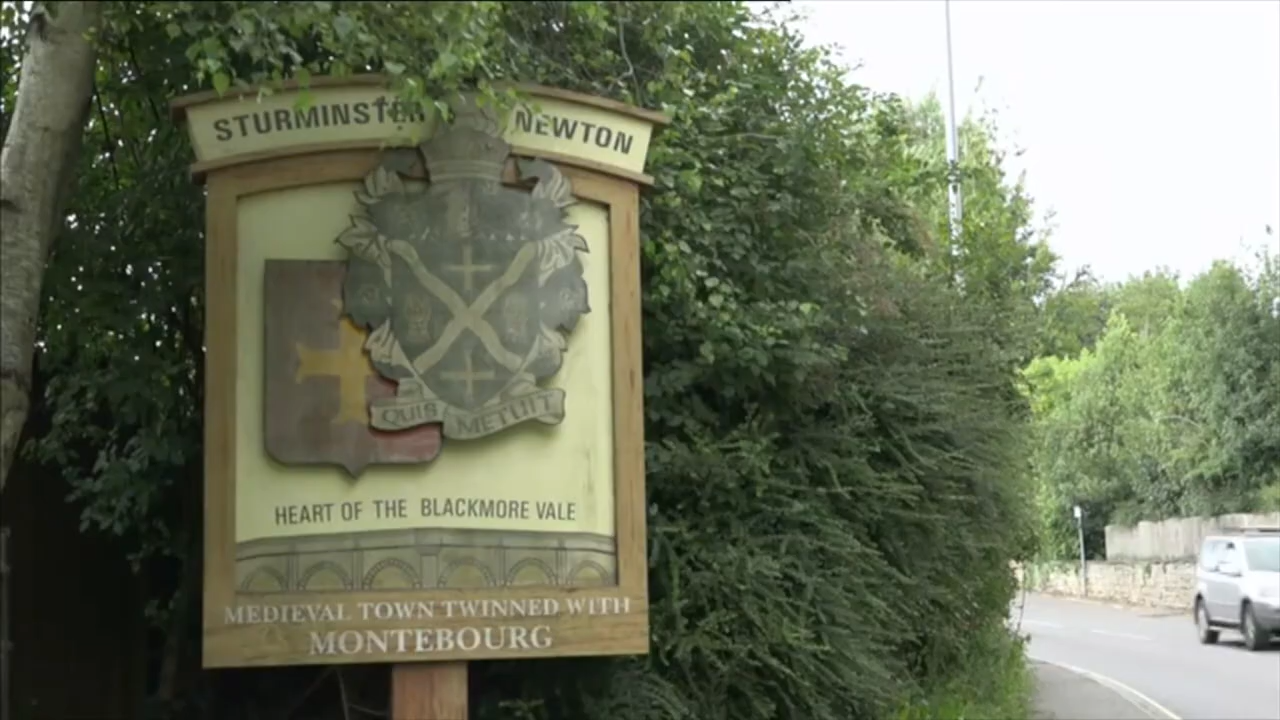 STURMINSTER NEWTON
QUIS METUIT
HEART OF THE BLACKMORE VALE
MEDIEVAL TOWN TWINNED WITH
MONTEBOURG